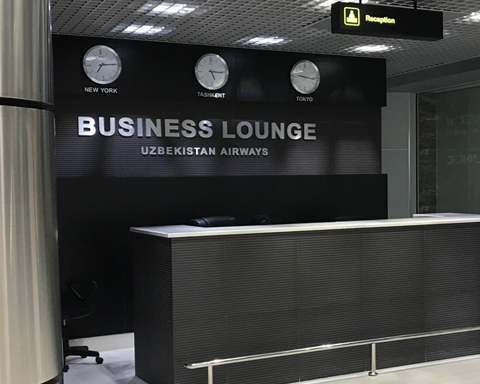 Reception
NEW YORK
TASHKENT
TOKYO
BUSINESS LOUNGE
UZBEKISTAN AIRWAYS